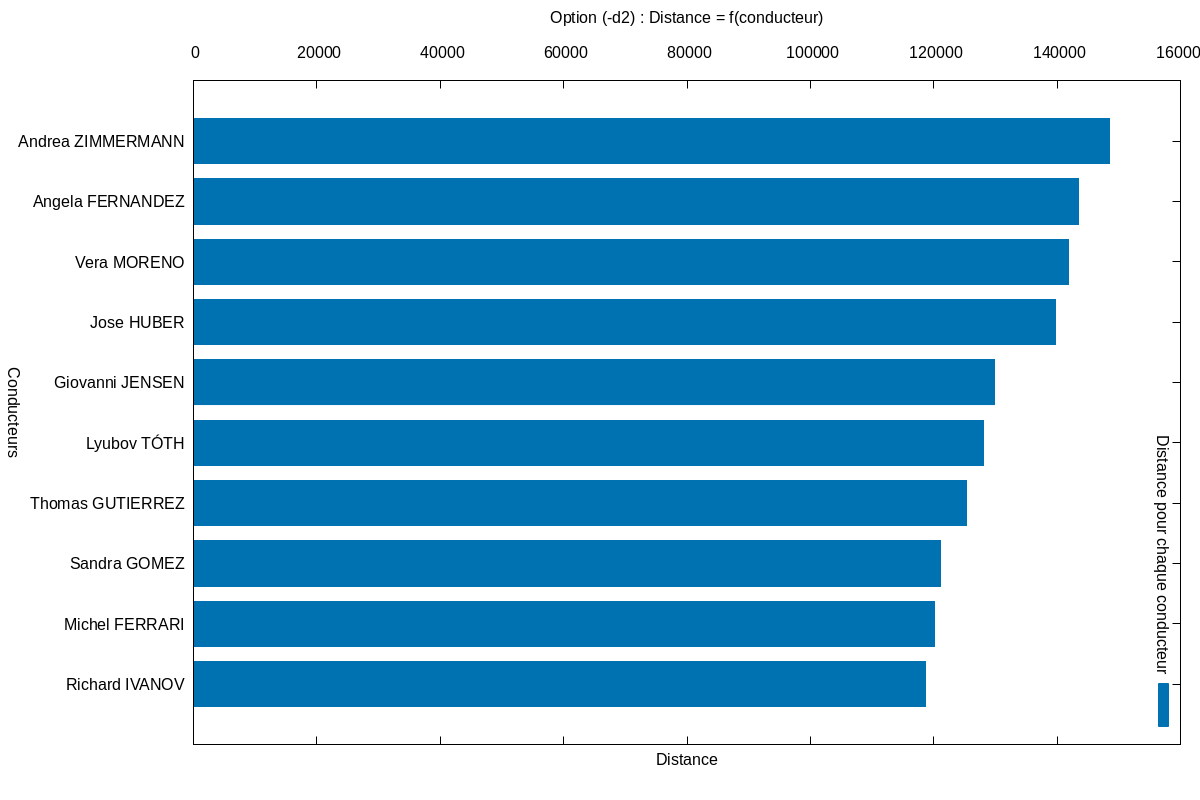 Option (-d2) : Distance = f(conducteur)
0 20000 40000 60000 80000 100000 120000 140000 16000
Andrea ZIMMERMANN
Angela FERNANDEZ
Vera MORENO
Jose HUBER
Giovanni JENSEN
Lyubov TÓTH
Thomas GUTIERREZ
Sandra GOMEZ
Michel FERRARI
Richard IVANOV
Conducteurs
Distance pour chaque conducteur
Distance